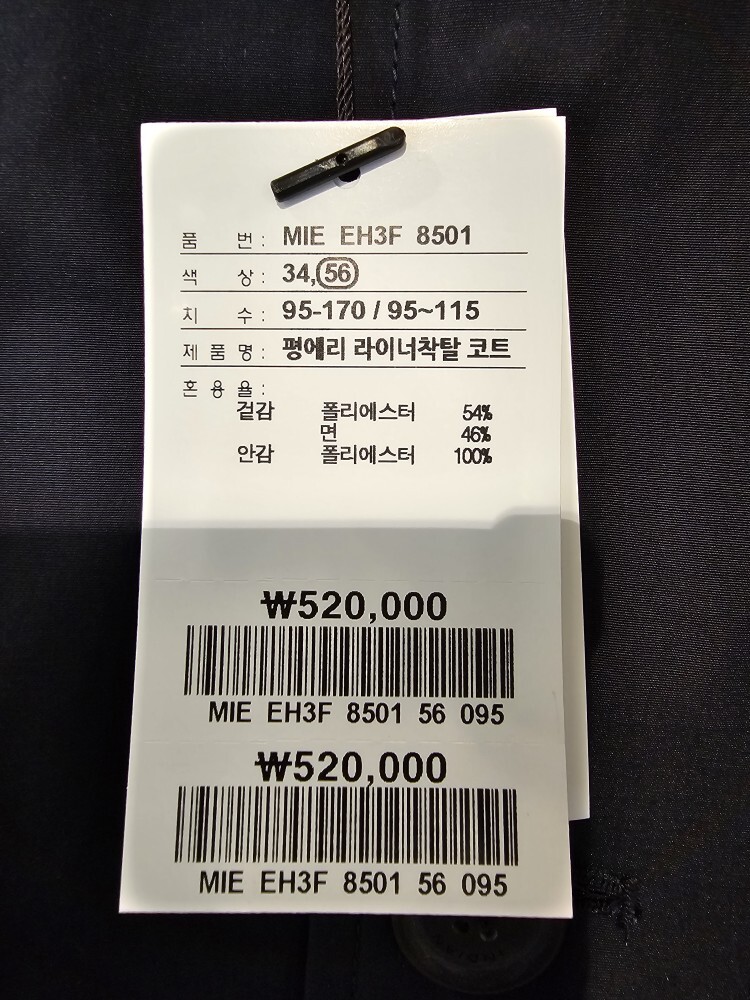 품 번 : MIE EH3F 8501
색 상 : 34,56
치 수 : 95-170 / 95~115
제 품 명 : 평에리 라이너착탈 코트
혼 용 율 :
겉감 폴리에스터 54%
면 46%
안감 폴리에스터 100%
₩520,000
MIE EH3F 8501 56 095
₩520,000
MIE EH3F 8501 56 095